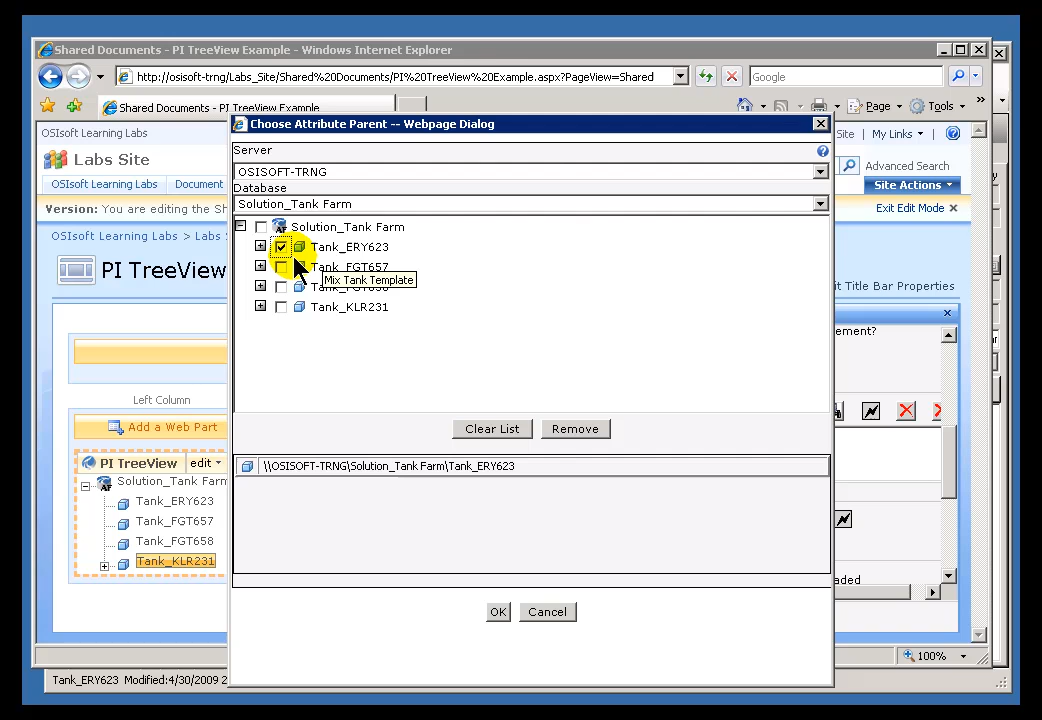 Shared Documents - PI TreeView Example - Windows Internet Explorer
http://osisoft-trng/Labs_Site/Shared%20Documents/PI%20TreeView%20Example.aspx?PageView=Shared
Google
Shared Documents - PI TreeView Example
Page
Tools
»
Choose Attribute Parent -- Webpage Dialog
OSIsoft Learning Labs
Site
My Links
Labs Site
Advanced Search
OSIsoft Learning Labs
Document
Site Actions
Version: You are editing the Sh
Exit Edit Mode
OSIsoft Learning Labs > Labs
PI TreeView
t Title Bar Properties
Server
OSISOFT-TRNG
Database
Solution_Tank Farm
Solution_Tank Farm
Tank_ERY623
Tank_FGT657
Mix Tank Template
Tank_KLR231
ement?
Clear List
Remove
\\OSISOFT-TRNG\Solution_Tank Farm\Tank_ERY623
OK
Cancel
Left Column
Add a Web Part
PI TreeView
edit
Solution_Tank Farm
Tank_ERY623
Tank_FGT657
Tank_FGT658
Tank_KLR231
aded
100%
Tank_ERY623 Modified:4/30/2009 2